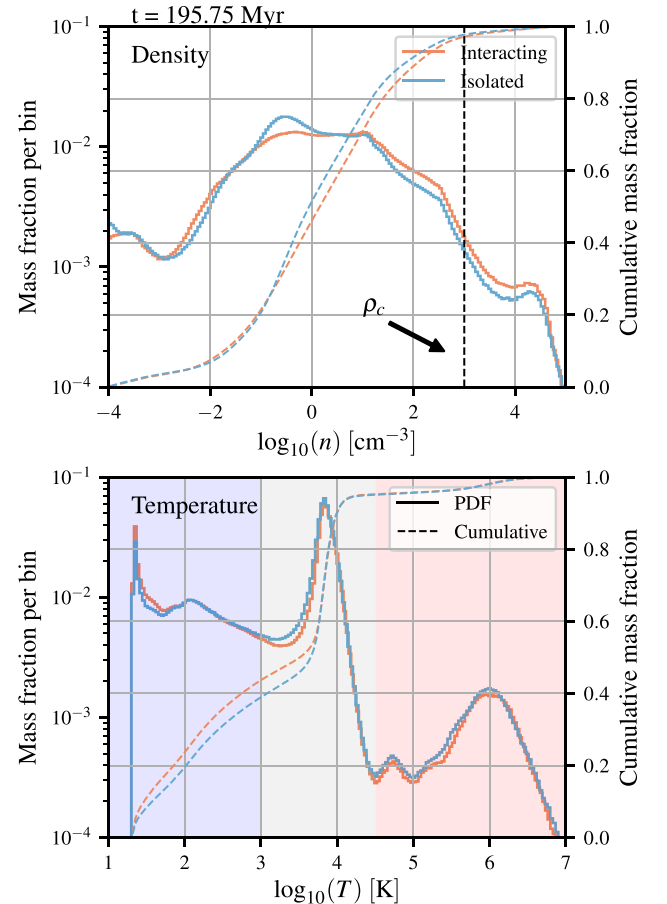 t = 195.75 Myr
Density
Interacting
Isolated
ρ_c
10^{-1}
10^{-2}
10^{-3}
10^{-4}
Mass fraction per bin
1.0
0.8
0.6
0.4
0.2
0.0
Cumulative mass fraction
−4 −2 0 2 4
log_{10}(n) [cm^{−3}]
Temperature
PDF
Cumulative
10^{-1}
10^{-2}
10^{-3}
10^{-4}
Mass fraction per bin
1.0
0.8
0.6
0.4
0.2
0.0
Cumulative mass fraction
1 2 3 4 5 6 7
log_{10}(T) [K]